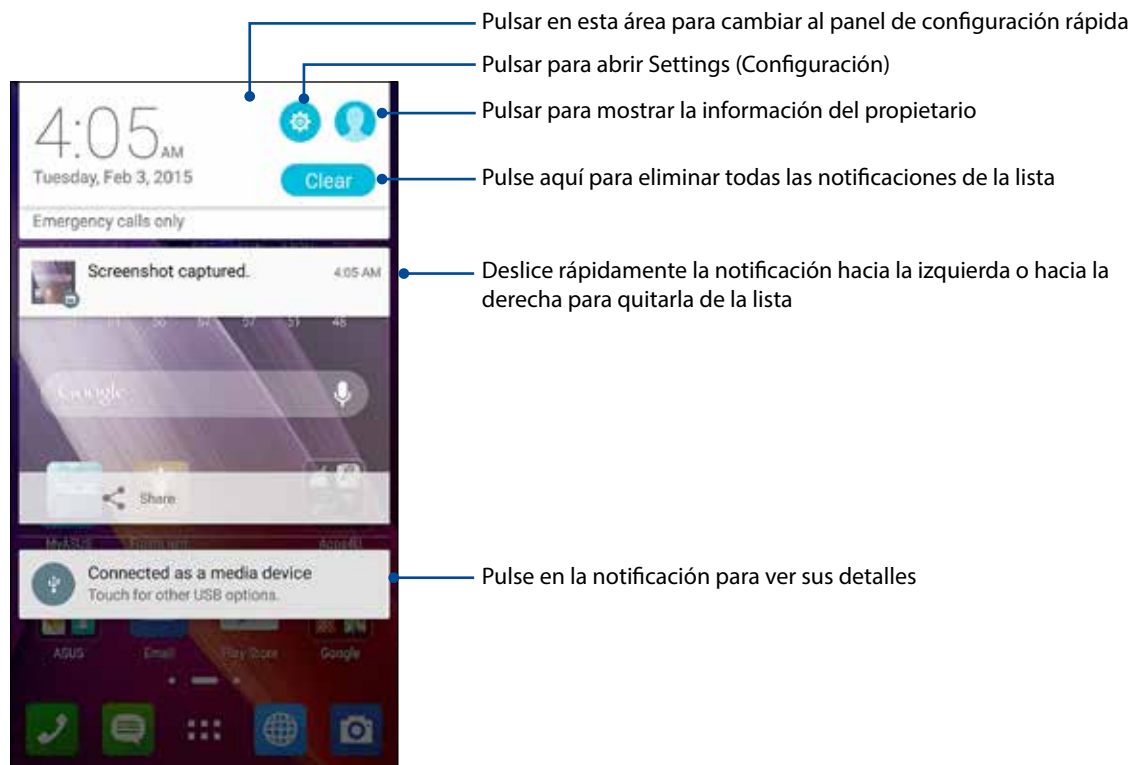 Pulsar en esta área para cambiar al panel de configuración rápida
Pulsar para abrir Settings (Configuración)
Pulsar para mostrar la información del propietario
Pulse aquí para eliminar todas las notificaciones de la lista
Deslice rápidamente la notificación hacia la izquierda o hacia la
derecha para quitarla de la lista
Pulse en la notificación para ver sus detalles
4:05 AM
Tuesday, Feb 3, 2015
Clear
Emergency calls only
Screenshot captured. 4:05 AM
Google
Share
MyASUS Apps4U
Connected as a media device
Touch for other USB options.
ASUS Email Play Store Google